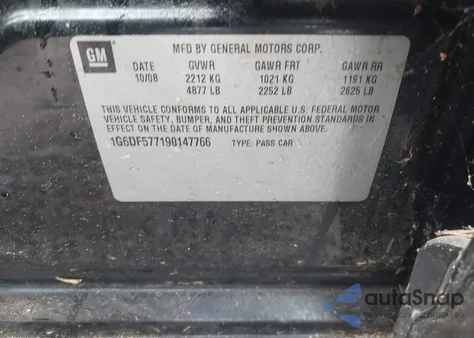 GM
MFD BY GENERAL MOTORS CORP.
DATE GVWR GAWR FRT GAWR RR
10/08 2212 KG 1021 KG 1191 KG
4877 LB 2252 LB 2625 LB
THIS VEHICLE CONFORMS TO ALL APPLICABLE U.S. FEDERAL MOTOR
VEHICLE SAFETY, BUMPER, AND THEFT PREVENTION STANDARDS IN
EFFECT ON THE DATE OF MANUFACTURE SHOWN ABOVE.
1G6DF577190147766 TYPE: PASS CAR
autoSnap